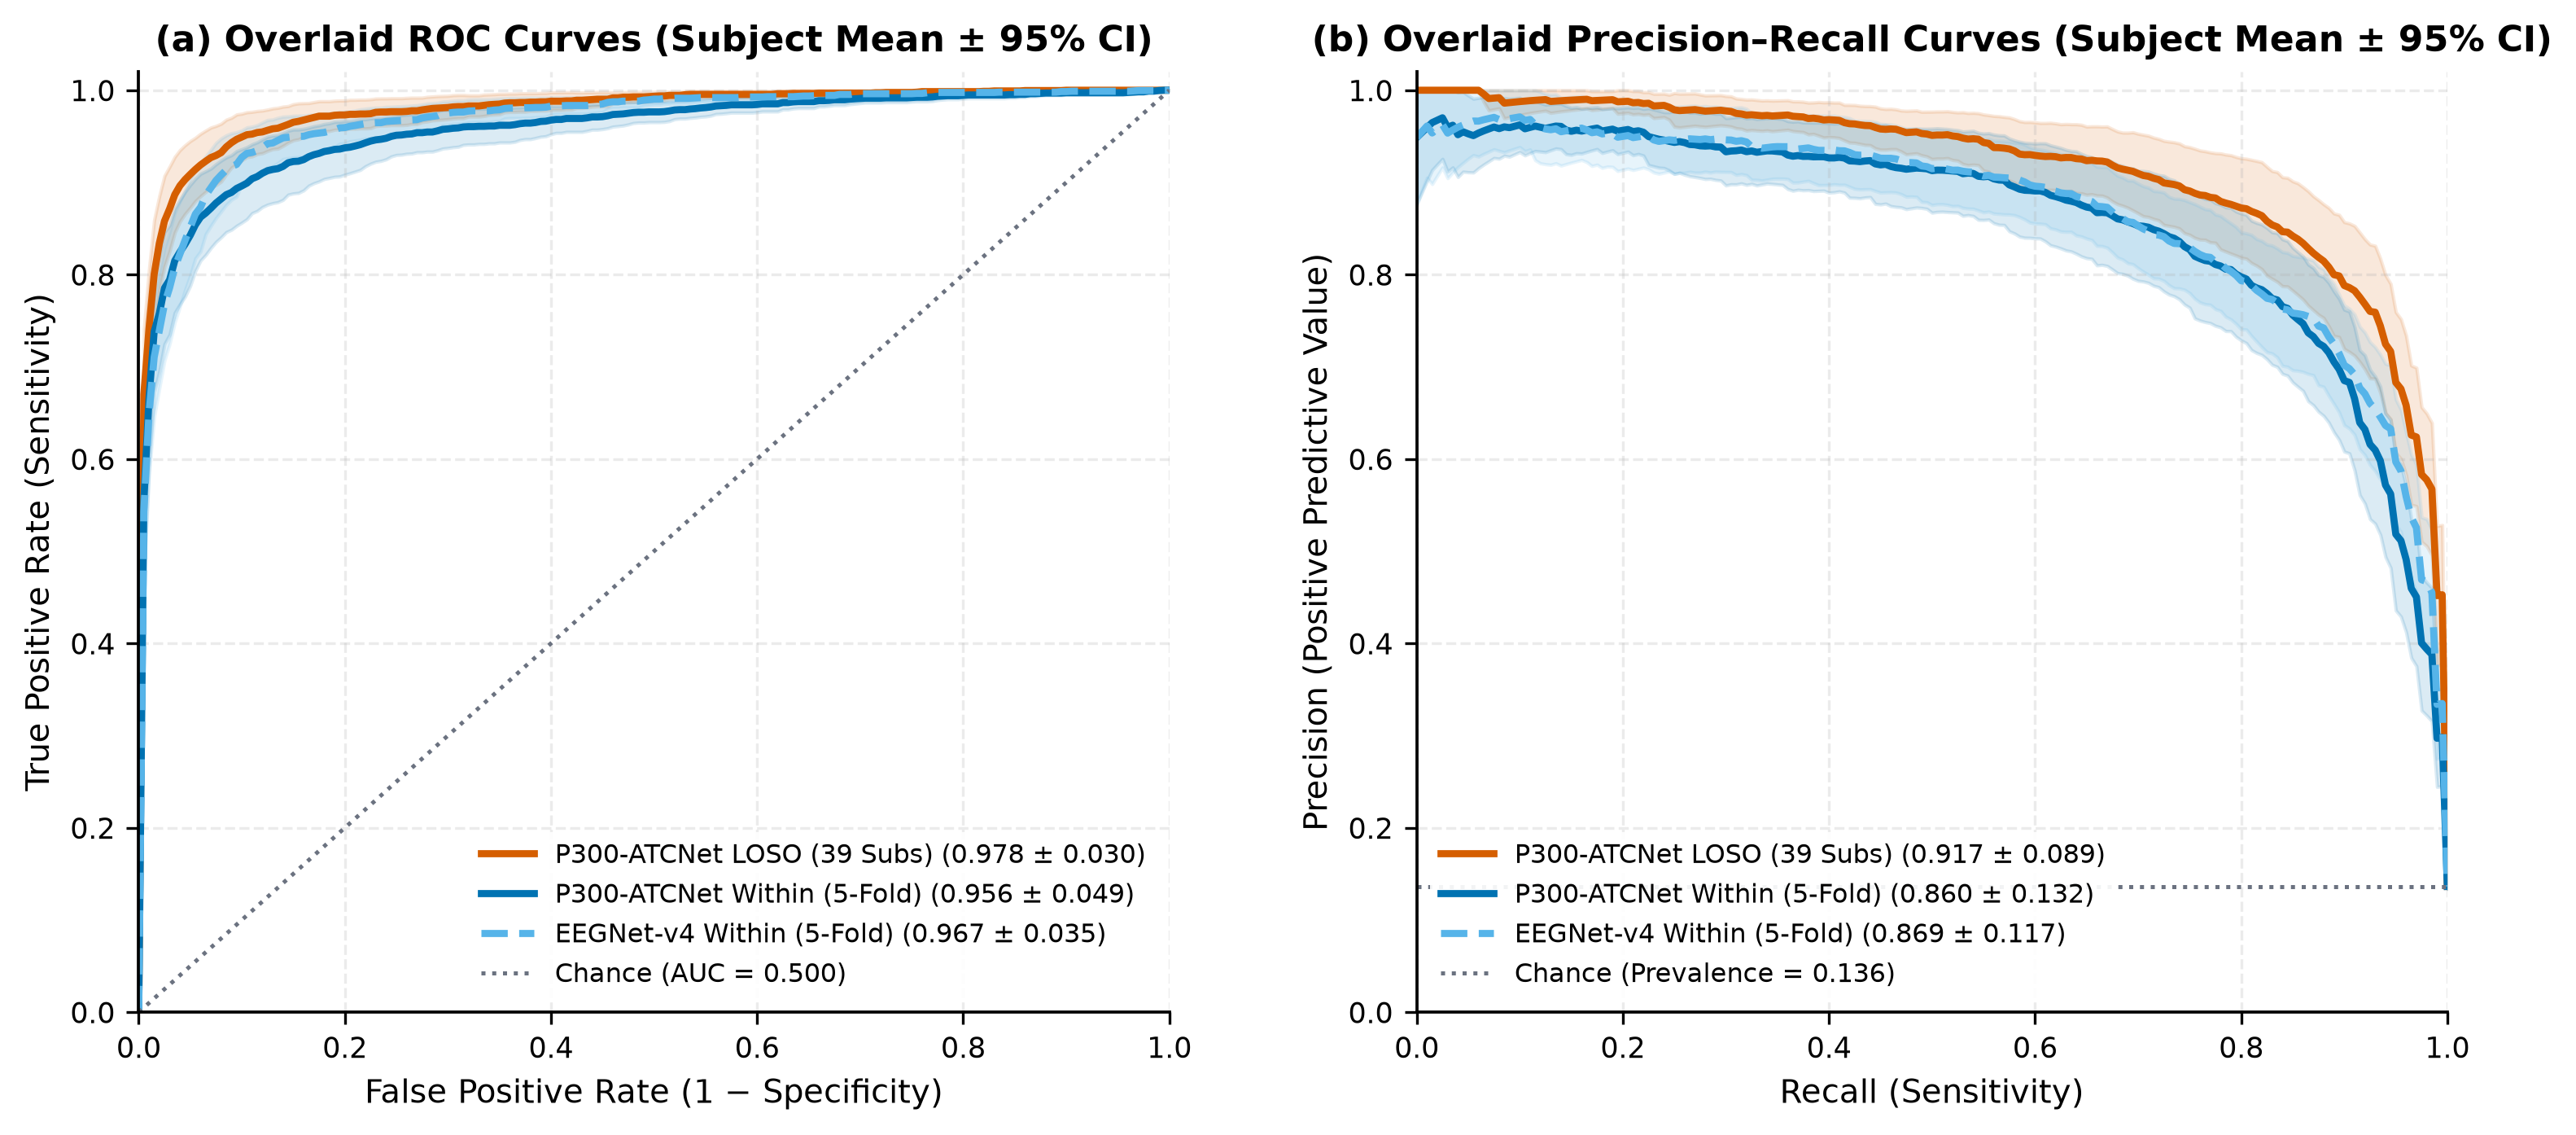 (a) Overlaid ROC Curves (Subject Mean ± 95% CI)
True Positive Rate (Sensitivity)
1.0
0.8
0.6
0.4
0.2
0.0
P300-ATCNet LOSO (39 Subs) (0.978 ± 0.030)
P300-ATCNet Within (5-Fold) (0.956 ± 0.049)
EEGNet-v4 Within (5-Fold) (0.967 ± 0.035)
Chance (AUC = 0.500)
0.0 0.2 0.4 0.6 0.8 1.0
False Positive Rate (1 − Specificity)
(b) Overlaid Precision–Recall Curves (Subject Mean ± 95% CI)
Precision (Positive Predictive Value)
1.0
0.8
0.6
0.4
0.2
0.0
P300-ATCNet LOSO (39 Subs) (0.917 ± 0.089)
P300-ATCNet Within (5-Fold) (0.860 ± 0.132)
EEGNet-v4 Within (5-Fold) (0.869 ± 0.117)
Chance (Prevalence = 0.136)
0.0 0.2 0.4 0.6 0.8 1.0
Recall (Sensitivity)